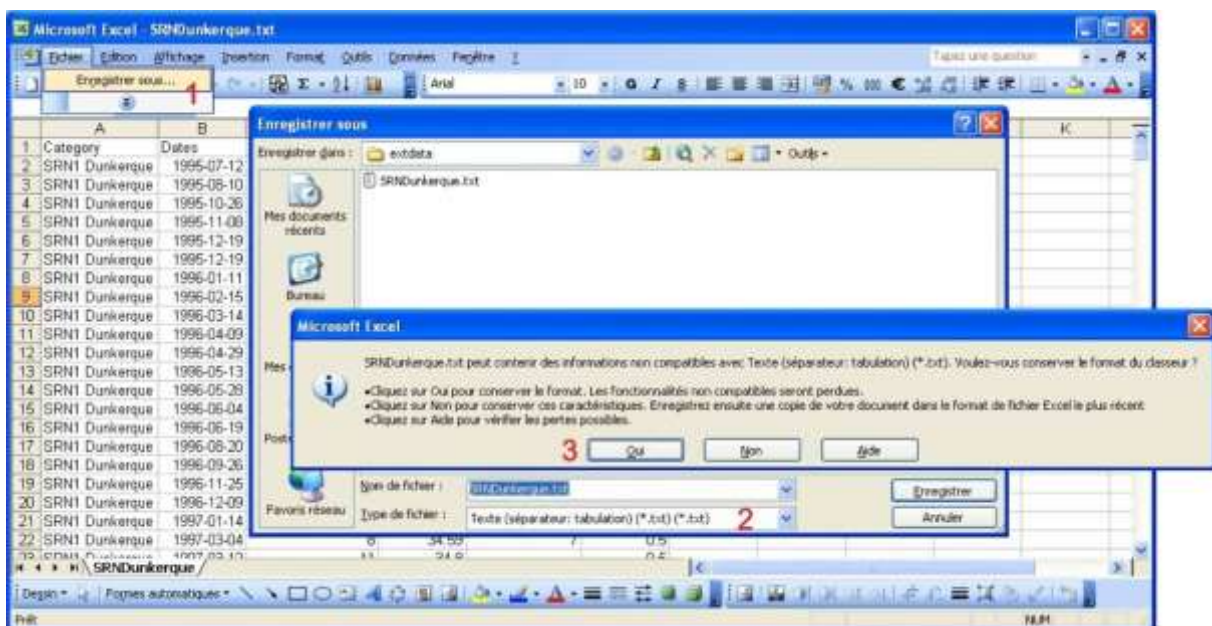 Microsoft Excel - SRNDunkerque.txt
Fichier Edition Affichage Insertion Format Outils Données Fenêtre ?
Tapez une question
Enregistrer sous...
1
Arial
10
G I S
% 000 €
A B K
1 Category Dates
2 SRN1 Dunkerque 1995-07-12
3 SRN1 Dunkerque 1995-08-10
4 SRN1 Dunkerque 1995-10-26
5 SRN1 Dunkerque 1995-11-08
6 SRN1 Dunkerque 1995-12-19
7 SRN1 Dunkerque 1995-12-19
8 SRN1 Dunkerque 1996-01-11
9 SRN1 Dunkerque 1996-02-15
10 SRN1 Dunkerque 1996-03-14
11 SRN1 Dunkerque 1996-04-09
12 SRN1 Dunkerque 1996-04-29
13 SRN1 Dunkerque 1996-05-13
14 SRN1 Dunkerque 1996-05-28
15 SRN1 Dunkerque 1996-06-04
16 SRN1 Dunkerque 1996-06-19
17 SRN1 Dunkerque 1996-08-20
18 SRN1 Dunkerque 1996-09-26
19 SRN1 Dunkerque 1996-11-25
20 SRN1 Dunkerque 1996-12-09
21 SRN1 Dunkerque 1997-01-14
22 SRN1 Dunkerque 1997-03-04 6 34.59 7 0.5
Enregistrer sous
Enregistrer dans :
extdata
Outils
SRNDunkerque.txt
Mes documents
récents
Bureau
Mes
Poste
Favoris réseau
Microsoft Excel
SRNDunkerque.txt peut contenir des informations non compatibles avec Texte (séparateur: tabulation) (*.txt). Voulez-vous conserver le format du classeur ?
•Cliquez sur Oui pour conserver le format. Les fonctionnalités non compatibles seront perdues.
•Cliquez sur Non pour conserver ces caractéristiques. Enregistrez ensuite une copie de votre document dans le format de fichier Excel le plus récent
•Cliquez sur Aide pour vérifier les pertes possibles.
3
Oui
Non
Aide
Nom de fichier :
SRNDunkerque.txt
Enregistrer
Type de fichier :
Texte (séparateur: tabulation) (*.txt) (*.txt)
2
Annuler
SRNDunkerque
Dessin
Formes automatiques
Prêt
NUM